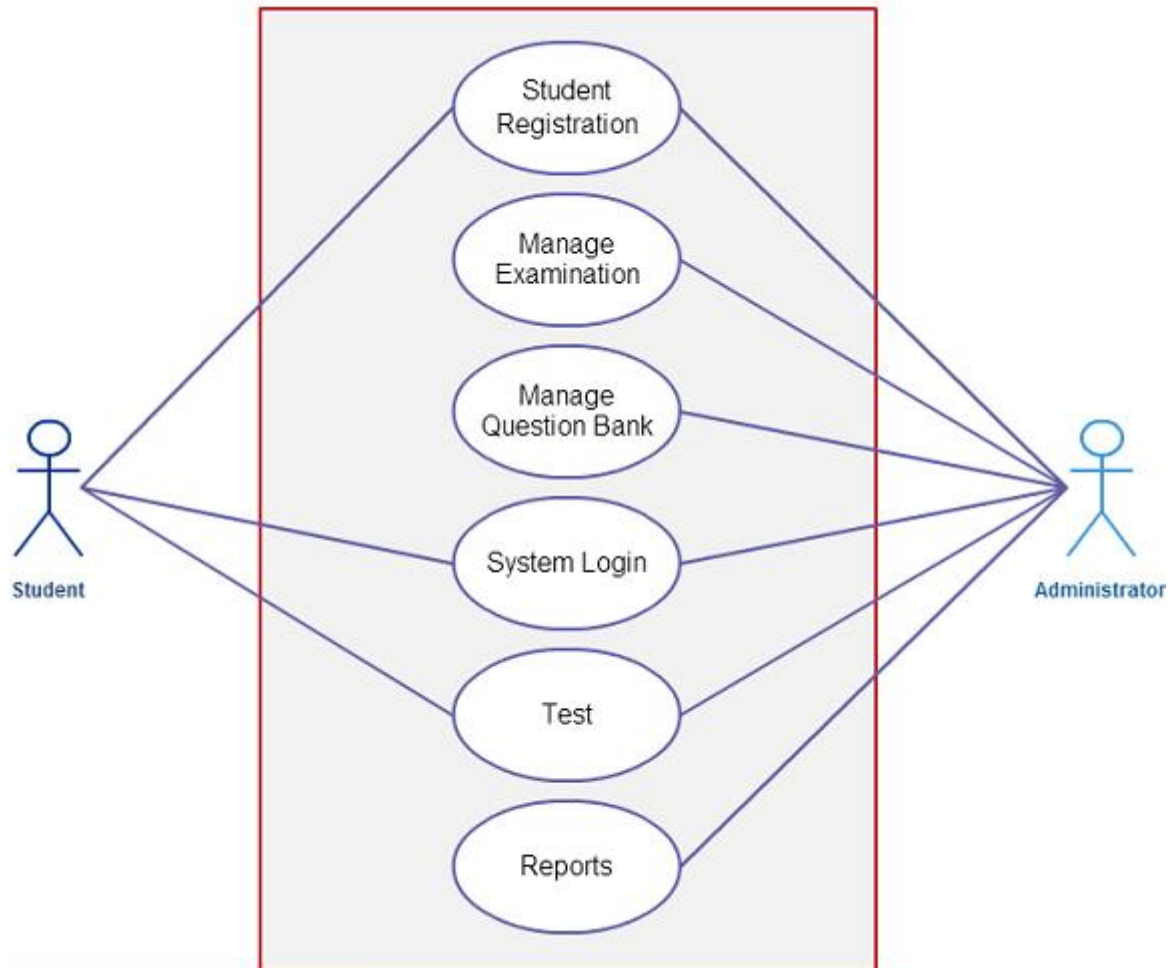 Student
Registration
Manage
Examination
Manage
Question Bank
System Login
Student
Administrator
Test
Reports